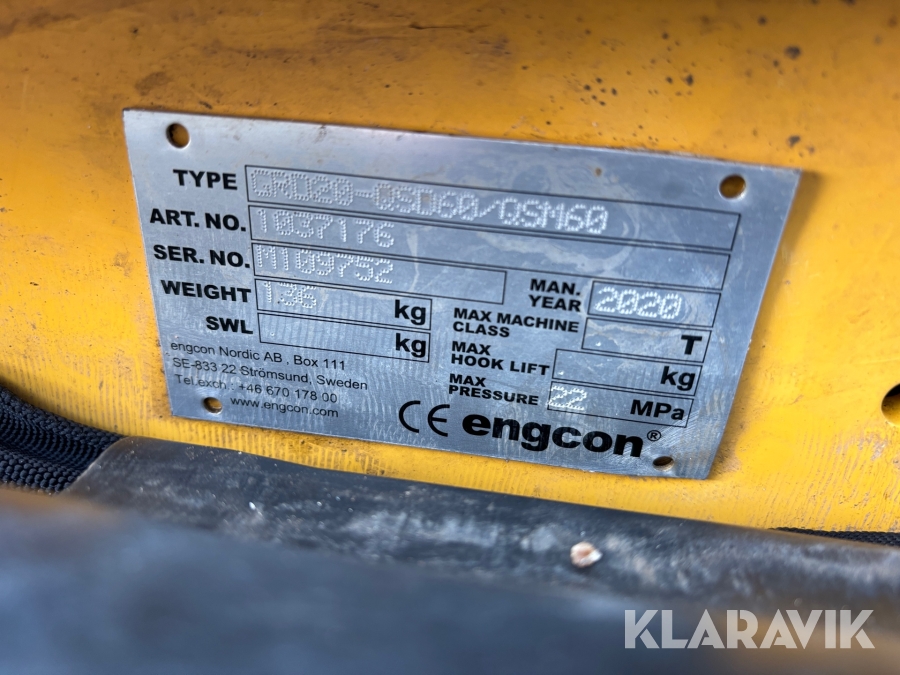 TYPE CRD20-QSD60/QSM60
ART. NO. 1037176
SER. NO. M109752
MAN. YEAR 2020
WEIGHT 136 kg
MAX MACHINE CLASS T
SWL kg
MAX HOOK LIFT kg
MAX PRESSURE 22 MPa
engcon Nordic AB . Box 111
SE-833 22 Strömsund, Sweden
Tel.exch : +46 670 178 00
www.engcon.com
CE engcon®
KLARAVIK